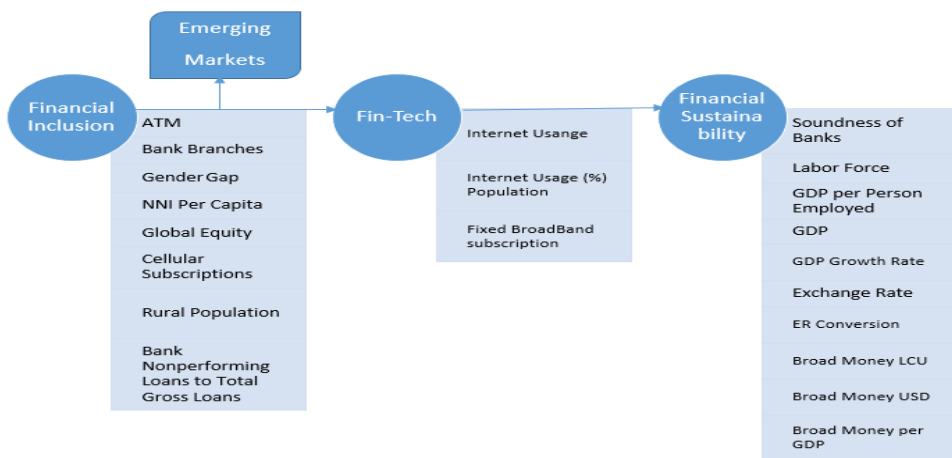 Emerging
Markets
Financial
Inclusion
ATM
Bank Branches
Gender Gap
NNI Per Capita
Global Equity
Cellular
Subscriptions
Rural Population
Bank
Nonperforming
Loans to Total
Gross Loans
Fin-Tech
Internet Usange
Internet Usage (%)
Population
Fixed BroadBand
subscription
Financial
Sustaina
bility
Soundness of
Banks
Labor Force
GDP per Person
Employed
GDP
GDP Growth Rate
Exchange Rate
ER Conversion
Broad Money LCU
Broad Money USD
Broad Money per
GDP